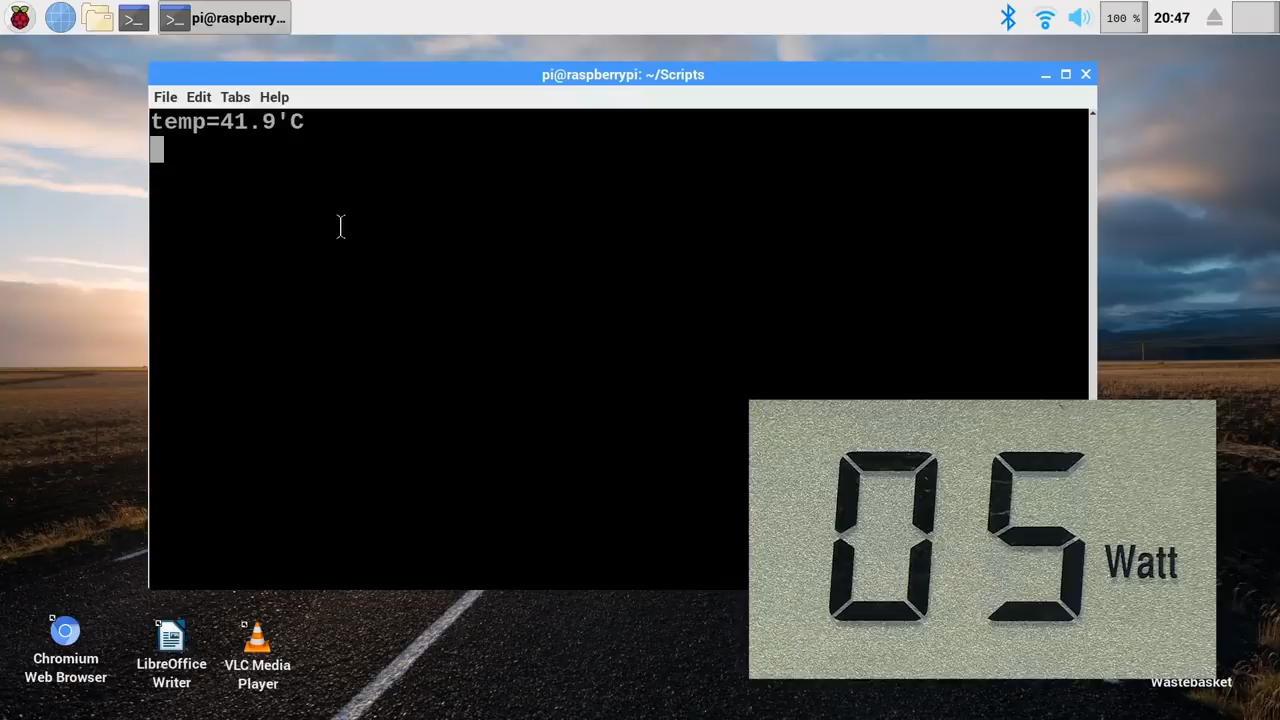 pi@raspberry...
100 %
20:47
pi@raspberrypi: ~/Scripts
File Edit Tabs Help
temp=41.9'C
05 Watt
Chromium
Web Browser
LibreOffice
Writer
VLC Media
Player
Wastebasket